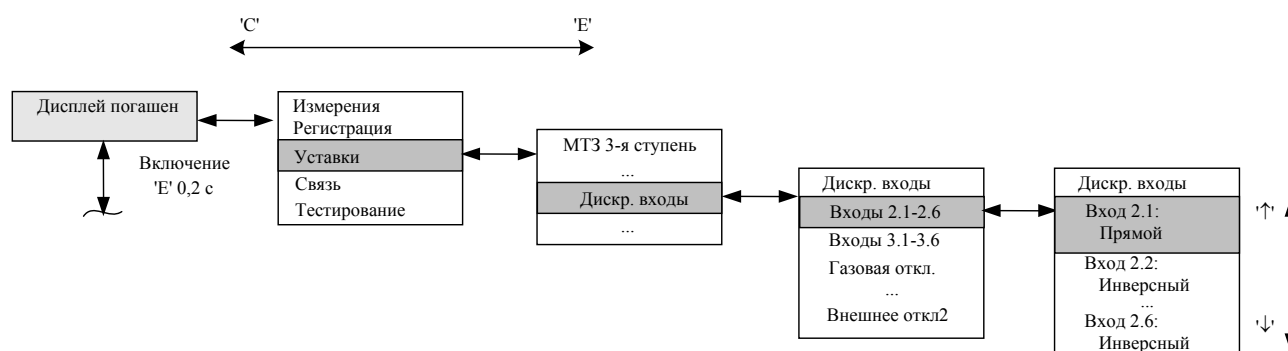 'C' 'E'
Дисплей погашен
Включение
'E' 0,2 с
Измерения
Регистрация
Уставки
Связь
Тестирование
МТЗ 3-я ступень
...
Дискр. входы
...
Дискр. входы
Входы 2.1-2.6
Входы 3.1-3.6
Газовая откл.
...
Внешнее откл2
Дискр. входы
Вход 2.1:
Прямой
Вход 2.2:
Инверсный
...
Вход 2.6:
Инверсный
'↑'
'↓'